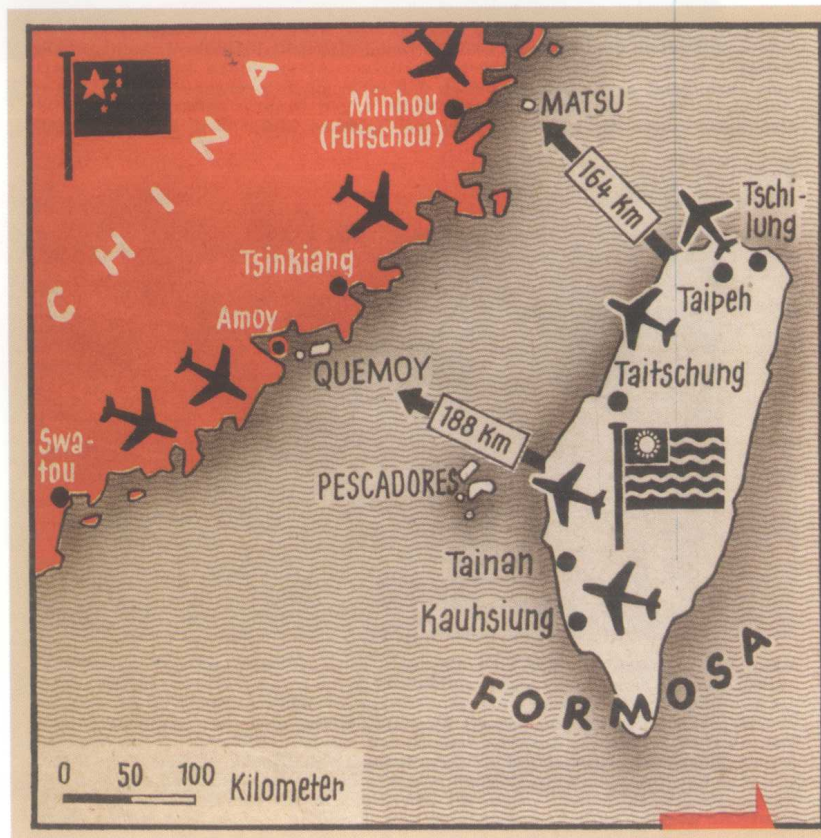 CHINA
Minhou
(Futschou)
MATSU
164 Km
Tschi-
lung
Taipeh
Tsinkiang
Amoy
QUEMOY
Taitschung
188 Km
Swa-
tou
PESCADORES
Tainan
Kauhsiung
FORMOSA
0 50 100 Kilometer